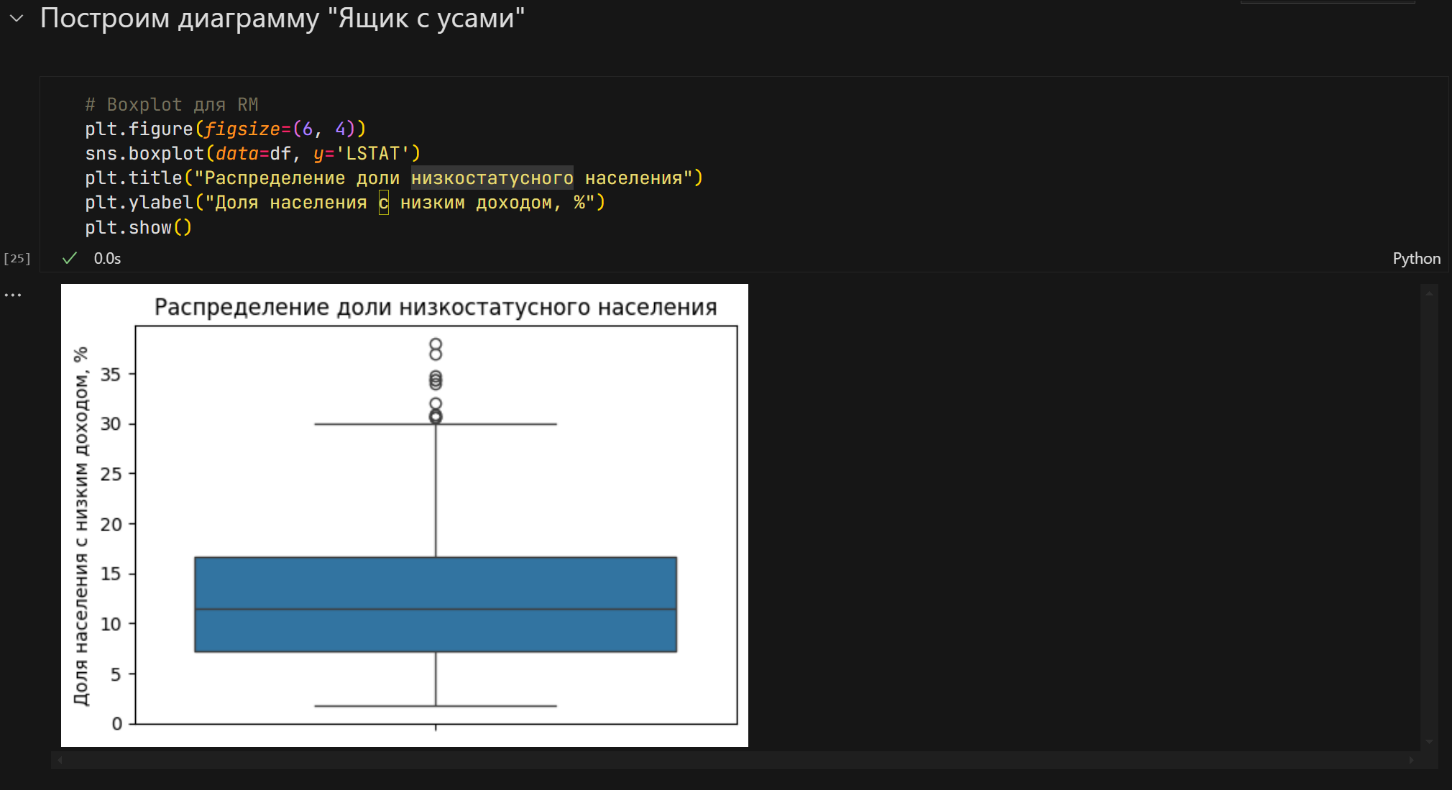 Построим диаграмму "Ящик с усами"
# Boxplot для RM
plt.figure(figsize=(6, 4))
sns.boxplot(data=df, y='LSTAT')
plt.title("Распределение доли низкостатусного населения")
plt.ylabel("Доля населения с низким доходом, %")
plt.show()
[25]
0.0s
Python
...
Распределение доли низкостатусного населения
Доля населения с низким доходом, %
35
30
25
20
15
10
5
0